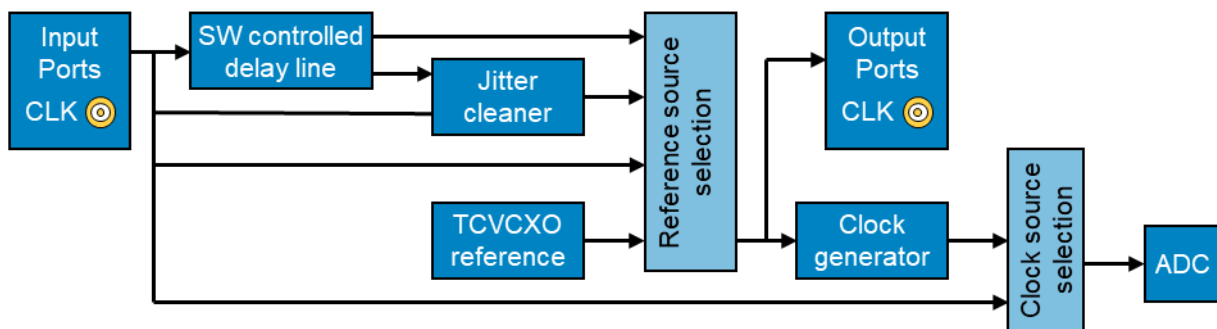 Input
Ports
CLK
SW controlled
delay line
Jitter
cleaner
TCVCXO
reference
Reference source
selection
Output
Ports
CLK
Clock
generator
Clock source
selection
ADC